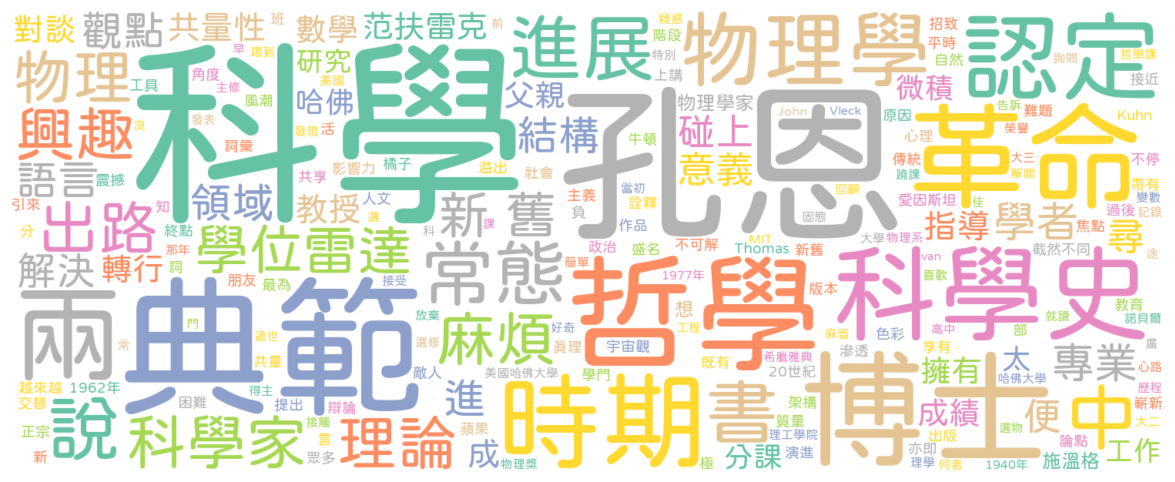 對談 觀點 共量性 班 數學 范扶雷克 前 進展 疑惑 階段 物理學 招致 平時 認定 哲學課 詢問
早 賜到 研究 特別 上講 自然 接近
物理 工具 角度 主修 美國 哈佛 父親 物理學家 微積
科學 風潮 孔恩 John Vleck 原因 告訴 難題
興趣 沒 發表 發現 活 結構 碰上 心理 榮譽 革命 Kuhn
詞彙 影響力 橘子 溢出 牛頓 意義 傳統 大三 不停
語言 震撼 共享 人文 社會 主義 當初 回顧 蹺課 解開 帶有
引來 領域 教授 選 新 舊 負 詮釋 固態 愛因斯坦 佳 變數
分 出路 終點 知 科 課 作品 指導 學者 過後 記錄
那年 學位 雷達 常態 政治 盛名 不可解 MIT 大學 物理系 焦點 尋
解決 轉行 詞 朋友 最為 接受 Thomas 新舊 截然不同 途
兩 典範 放棄 簡單 1977年 哲學 van 科學史 喜歡 教育
門 過世 好奇 工程 想 版本 麻省 色彩 高中 就讀 諾貝爾
常 共量 選修 麻煩 真理 宇宙觀 既有 部 廣
越來越 1962年 得主 敵人 美國哈佛大學 學門 希臘雅典 滲透 享有 太 哈佛大學 專業 心路
交替 困難 提出 辯論 進 時期 20世紀 博士 擁有 歷程
說 接觸 蘋果 書 架構 成績 便 中 嶄新
正宗 科學家 言 理論 質量 選物 出版 大二
新 眾多 成 物理獎 極 分課 理工學院 演進 亦即 理學 何者 論點 1940年 施溫格 工作